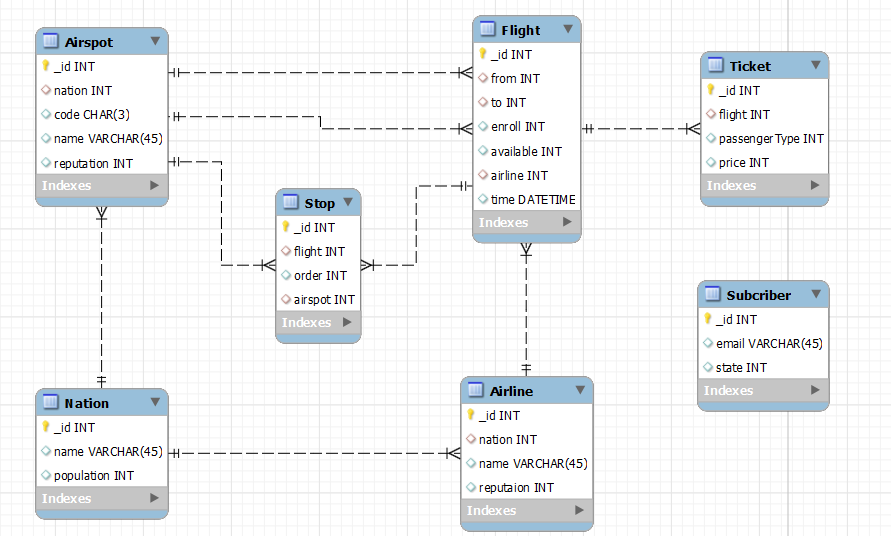 Airspot
_id INT
nation INT
code CHAR(3)
name VARCHAR(45)
reputation INT
Indexes
Flight
_id INT
from INT
to INT
enroll INT
available INT
airline INT
time DATETIME
Indexes
Ticket
_id INT
flight INT
passengerType INT
price INT
Indexes
Stop
_id INT
flight INT
order INT
airspot INT
Indexes
Subcriber
_id INT
email VARCHAR(45)
state INT
Indexes
Nation
_id INT
name VARCHAR(45)
population INT
Indexes
Airline
_id INT
nation INT
name VARCHAR(45)
reputaion INT
Indexes